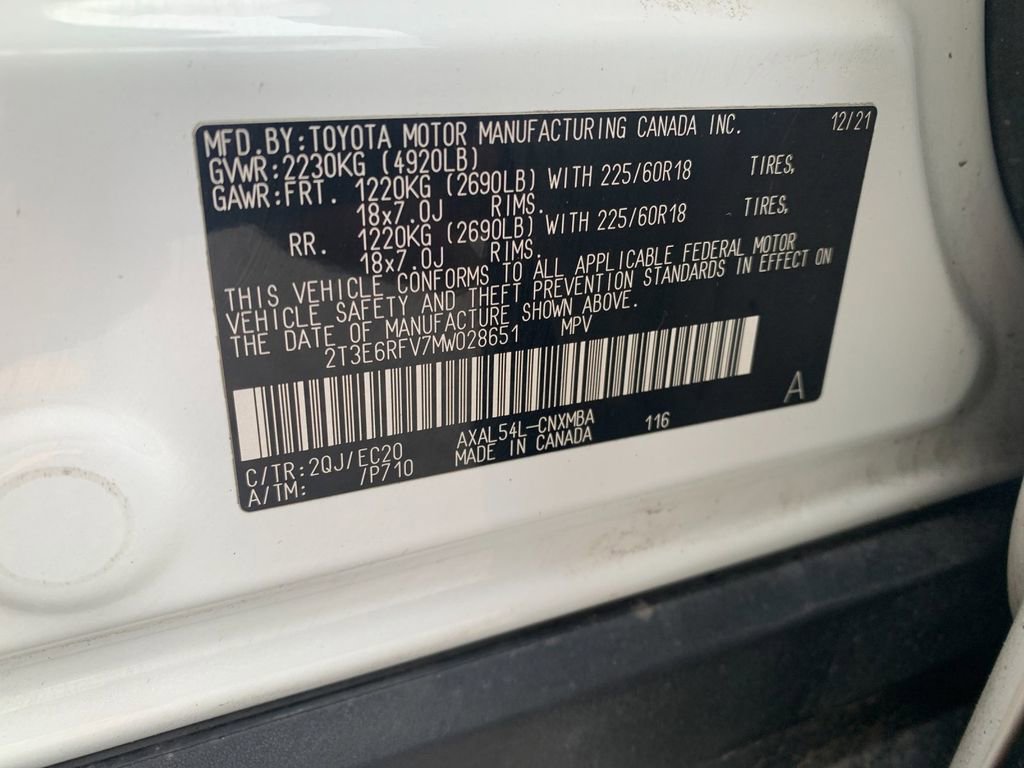 MFD.BY:TOYOTA MOTOR MANUFACTURING CANADA INC. 12/21
GVWR:2230KG (4920LB)
GAWR:FRT. 1220KG (2690LB) WITH 225/60R18 TIRES,
18x7.0J RIMS.
RR. 1220KG (2690LB) WITH 225/60R18 TIRES,
18x7.0J RIMS.
THIS VEHICLE CONFORMS TO ALL APPLICABLE FEDERAL MOTOR
VEHICLE SAFETY AND THEFT PREVENTION STANDARDS IN EFFECT ON
THE DATE OF MANUFACTURE SHOWN ABOVE.
2T3E6RFV7MW028651 MPV
A
C/TR:2QJ/EC20 AXAL54L-CNXMBA 116
A/TM: /P710 MADE IN CANADA